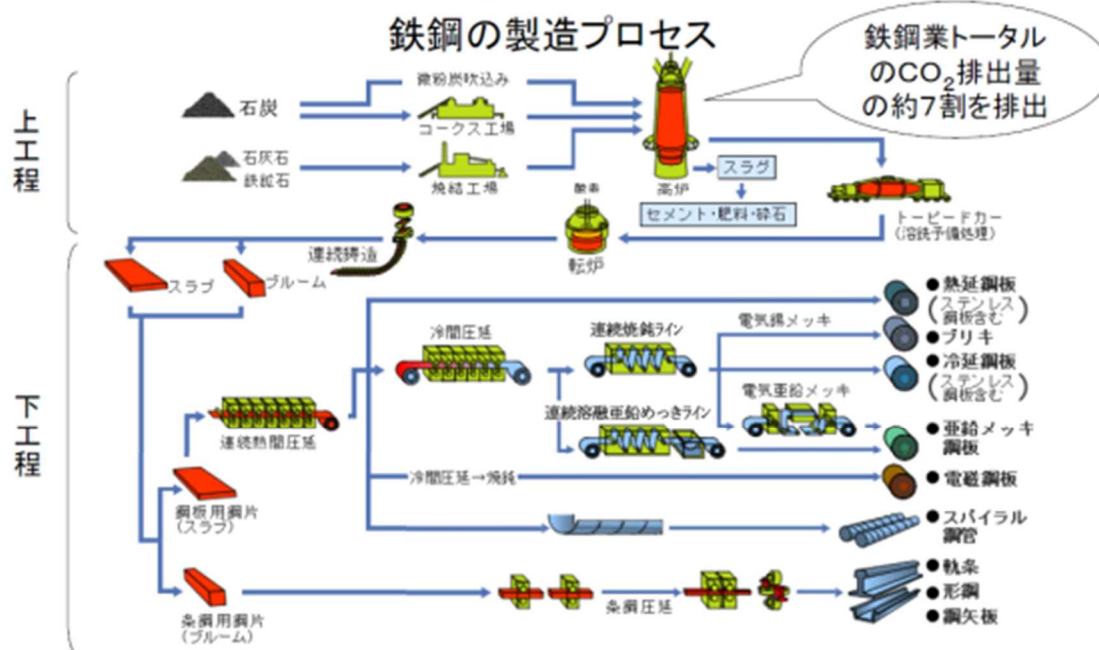 鉄鋼の製造プロセス
鉄鋼業トータル
のCO₂排出量
の約7割を排出
上工程
石炭
微粉炭吹込み
コークス工場
石灰石
鉄鉱石
焼結工場
高炉
スラグ
セメント・肥料・砕石
トーピードカー
(溶銑予備処理)
酸素
転炉
連続鋳造
スラブ
ブルーム
下工程
連続熱間圧延
鋼板用鋼片
(スラブ)
条鋼用鋼片
(ブルーム)
冷間圧延
連続焼鈍ライン
連続溶融亜鉛めっきライン
電気錫メッキ
電気亜鉛メッキ
冷間圧延→焼鈍
条鋼圧延
●熱延鋼板
(ステンレス
鋼板含む)
●ブリキ
●冷延鋼板
(ステンレス
鋼板含む)
●亜鉛メッキ
鋼板
●電磁鋼板
●スパイラル
鋼管
●軌条
●形鋼
●鋼矢板